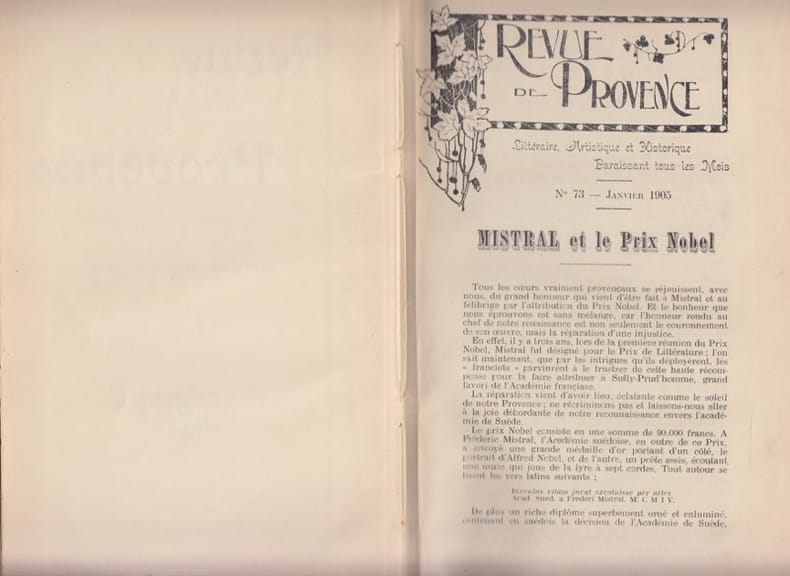 REVUE
DE PROVENCE
Littéraire, Artistique et Historique
Paraissant tous les Mois
N° 73 — JANVIER 1905
MISTRAL et le Prix Nobel
Tous les cœurs vraiment provençaux se réjouissent, avec
nous, du grand honneur qui vient d'être fait à Mistral et au
félibrige par l'attribution du Prix Nobel. Et le bonheur que
nous éprouvons est sans mélange, car l'honneur rendu au
chef de notre renaissance est non seulement le couronnement
de son œuvre, mais la réparation d'une injustice.
En effet, il y a trois ans, lors de la première réunion du Prix
Nobel, Mistral fut désigné pour le Prix de Littérature ; l'on
sait maintenant, que par les intrigues qu'ils déployèrent, les
« franciots » parvinrent à le frustrer de cette haute récom-
pense pour la faire attribuer à Sully-Prud'homme, grand
favori de l'Académie française.
La réparation vient d'avoir lieu, éclatante comme le soleil
de notre Provence ; ne récriminons pas et laissons-nous aller
à la joie débordante de notre reconnaissance envers l'acadé-
mie de Suède.
Le prix Nobel consiste en une somme de 90.000 francs. A
Frédéric Mistral, l'Académie suédoise, en outre de ce Prix,
a envoyé une grande médaille d'or portant d'un côté, le
portrait d'Alfred Nobel, et de l'autre, un poète assis, écoutant
une muse qui joue de la lyre à sept cordes. Tout autour se
lisent les vers latins suivants :
Inventas vitam juvat excoluisse per artes
Acad. Sued. a Frederi Mistral. M. C M I V.
De plus un riche diplôme superbement orné et enluminé,
contenant en suédois la décision de l'Académie de Suède,